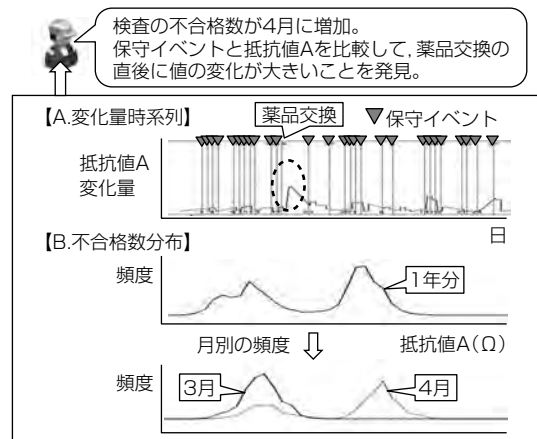 検査の不合格数が4月に増加。
保守イベントと抵抗値Aを比較して，薬品交換の
直後に値の変化が大きいことを発見。
【A.変化量時系列】
薬品交換
▼保守イベント
抵抗値A
変化量
日
【B.不合格数分布】
頻度
1年分
月別の頻度
抵抗値A(Ω)
頻度
3月
4月